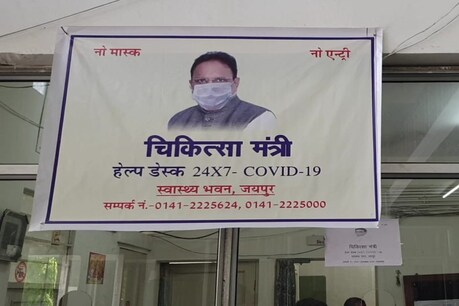 नो मास्क नो एन्ट्री
चिकित्सा मंत्री
हेल्प डेस्क 24X7- COVID-19
स्वास्थ्य भवन, जयपुर
सम्पर्क नं.-0141-2225624, 0141-2225000
चिकित्सा मंत्री